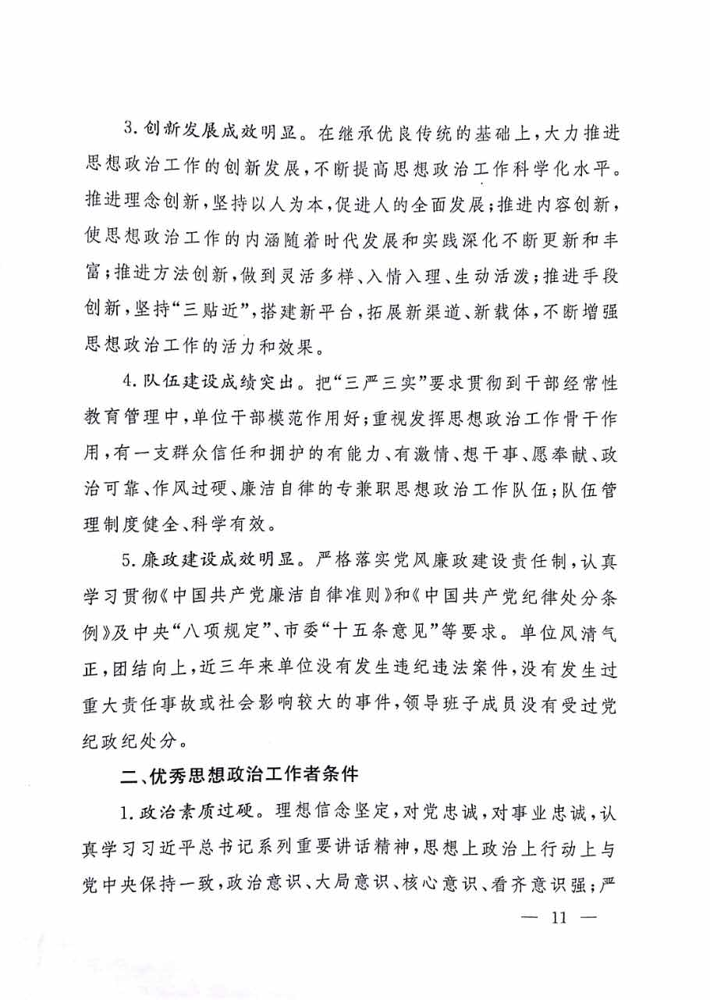 3.创新发展成效明显。在继承优良传统的基础上,大力推进
思想政治工作的创新发展,不断提高思想政治工作科学化水平。
推进理念创新,坚持以人为本,促进人的全面发展;推进内容创新,
使思想政治工作的内涵随着时代发展和实践深化不断更新和丰
富;推进方法创新,做到灵活多样、入情入理、生动活泼;推进手段
创新,坚持“三贴近”,搭建新平台,拓展新渠道、新载体,不断增强
思想政治工作的活力和效果。
4.队伍建设成绩突出。把“三严三实”要求贯彻到干部经常性
教育管理中,单位干部模范作用好;重视发挥思想政治工作骨干作
用,有一支群众信任和拥护的有能力、有激情、想干事、愿奉献、政
治可靠、作风过硬、廉洁自律的专兼职思想政治工作队伍;队伍管
理制度健全、科学有效。
5.廉政建设成效明显。严格落实党风廉政建设责任制,认真
学习贯彻《中国共产党廉洁自律准则》和《中国共产党纪律处分条
例》及中央“八项规定”、市委“十五条意见”等要求。单位风清气
正,团结向上,近三年来单位没有发生违纪违法案件,没有发生过
重大责任事故或社会影响较大的事件,领导班子成员没有受过党
纪政纪处分。
二、优秀思想政治工作者条件
1.政治素质过硬。理想信念坚定,对党忠诚,对事业忠诚,认
真学习习近平总书记系列重要讲话精神,思想上政治上行动上与
党中央保持一致,政治意识、大局意识、核心意识、看齐意识强;严
— 11 —